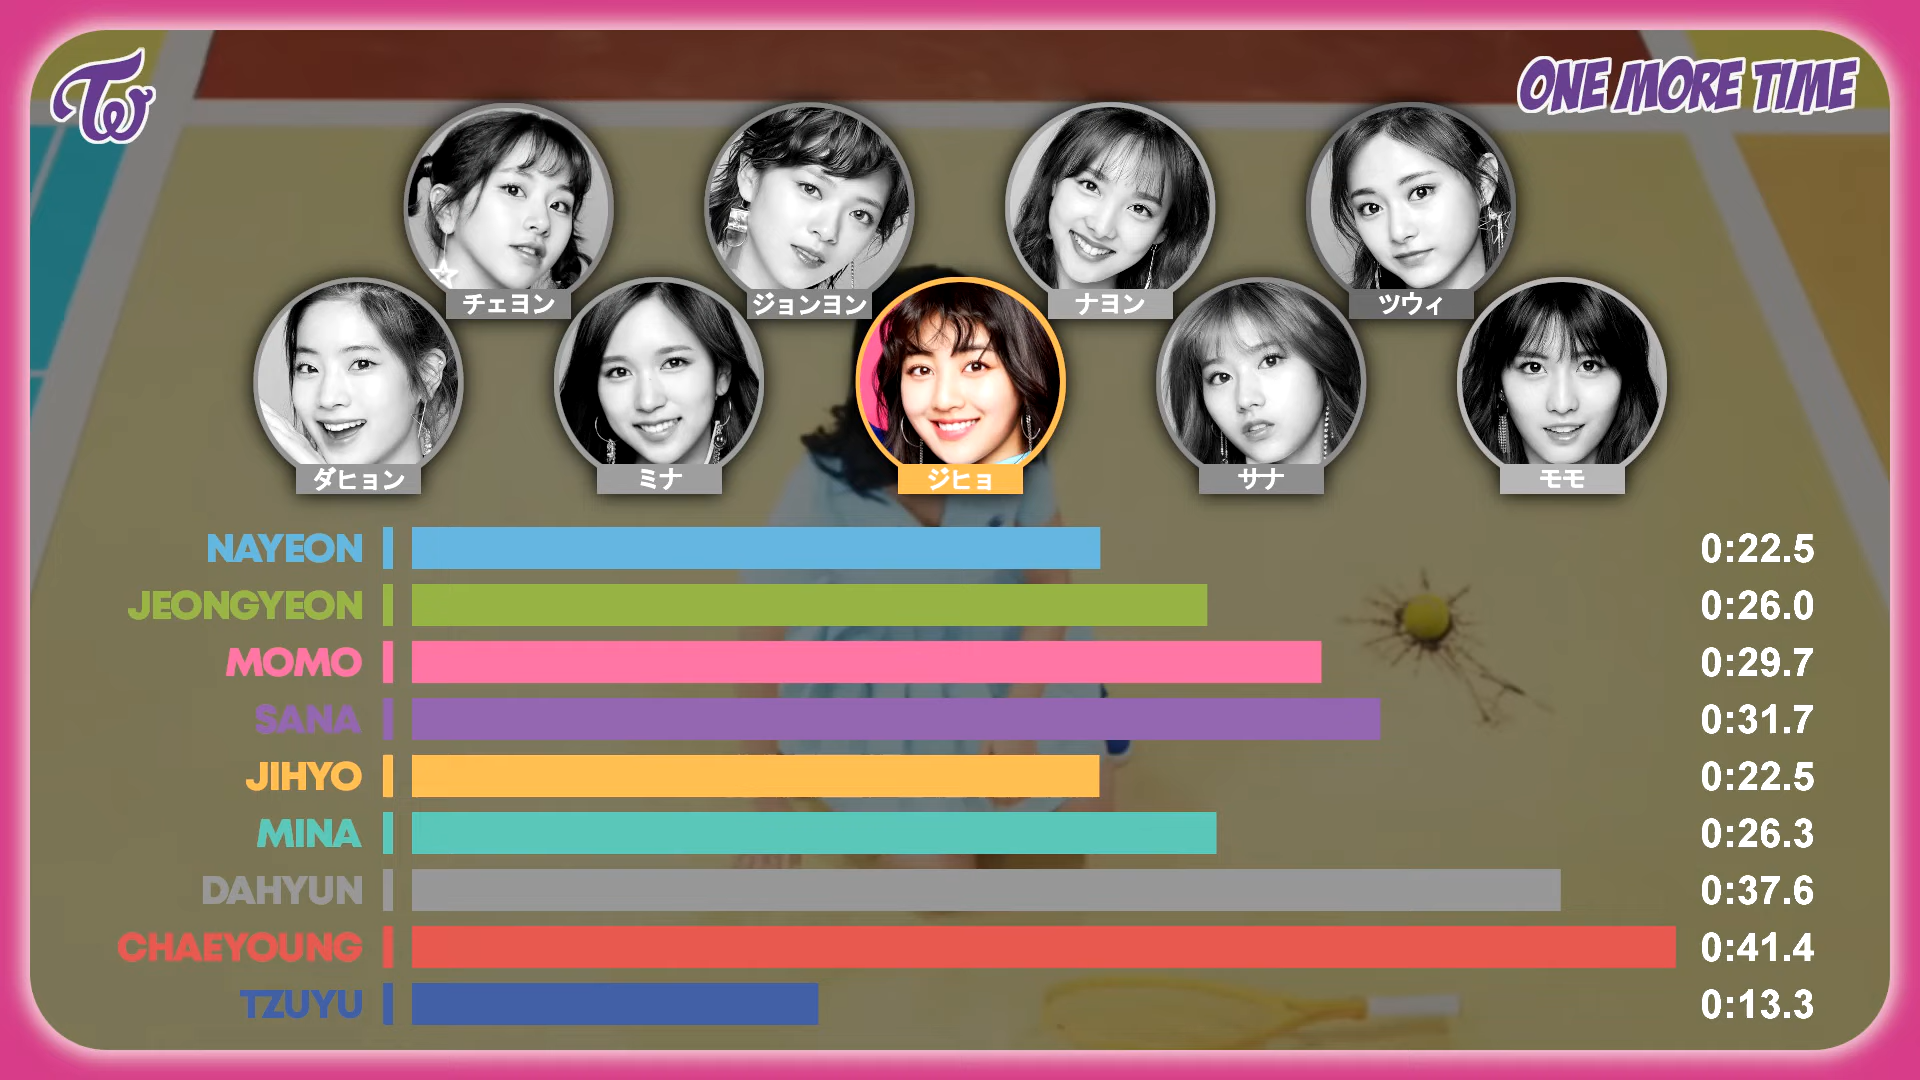 TW
ONE MORE TIME
チェヨン
ジョンヨン
ナヨン
ツウィ
ダヒョン
ミナ
ジヒョ
サナ
モモ
NAYEON 0:22.5
JEONGYEON 0:26.0
MOMO 0:29.7
SANA 0:31.7
JIHYO 0:22.5
MINA 0:26.3
DAHYUN 0:37.6
CHAEYOUNG 0:41.4
TZUYU 0:13.3